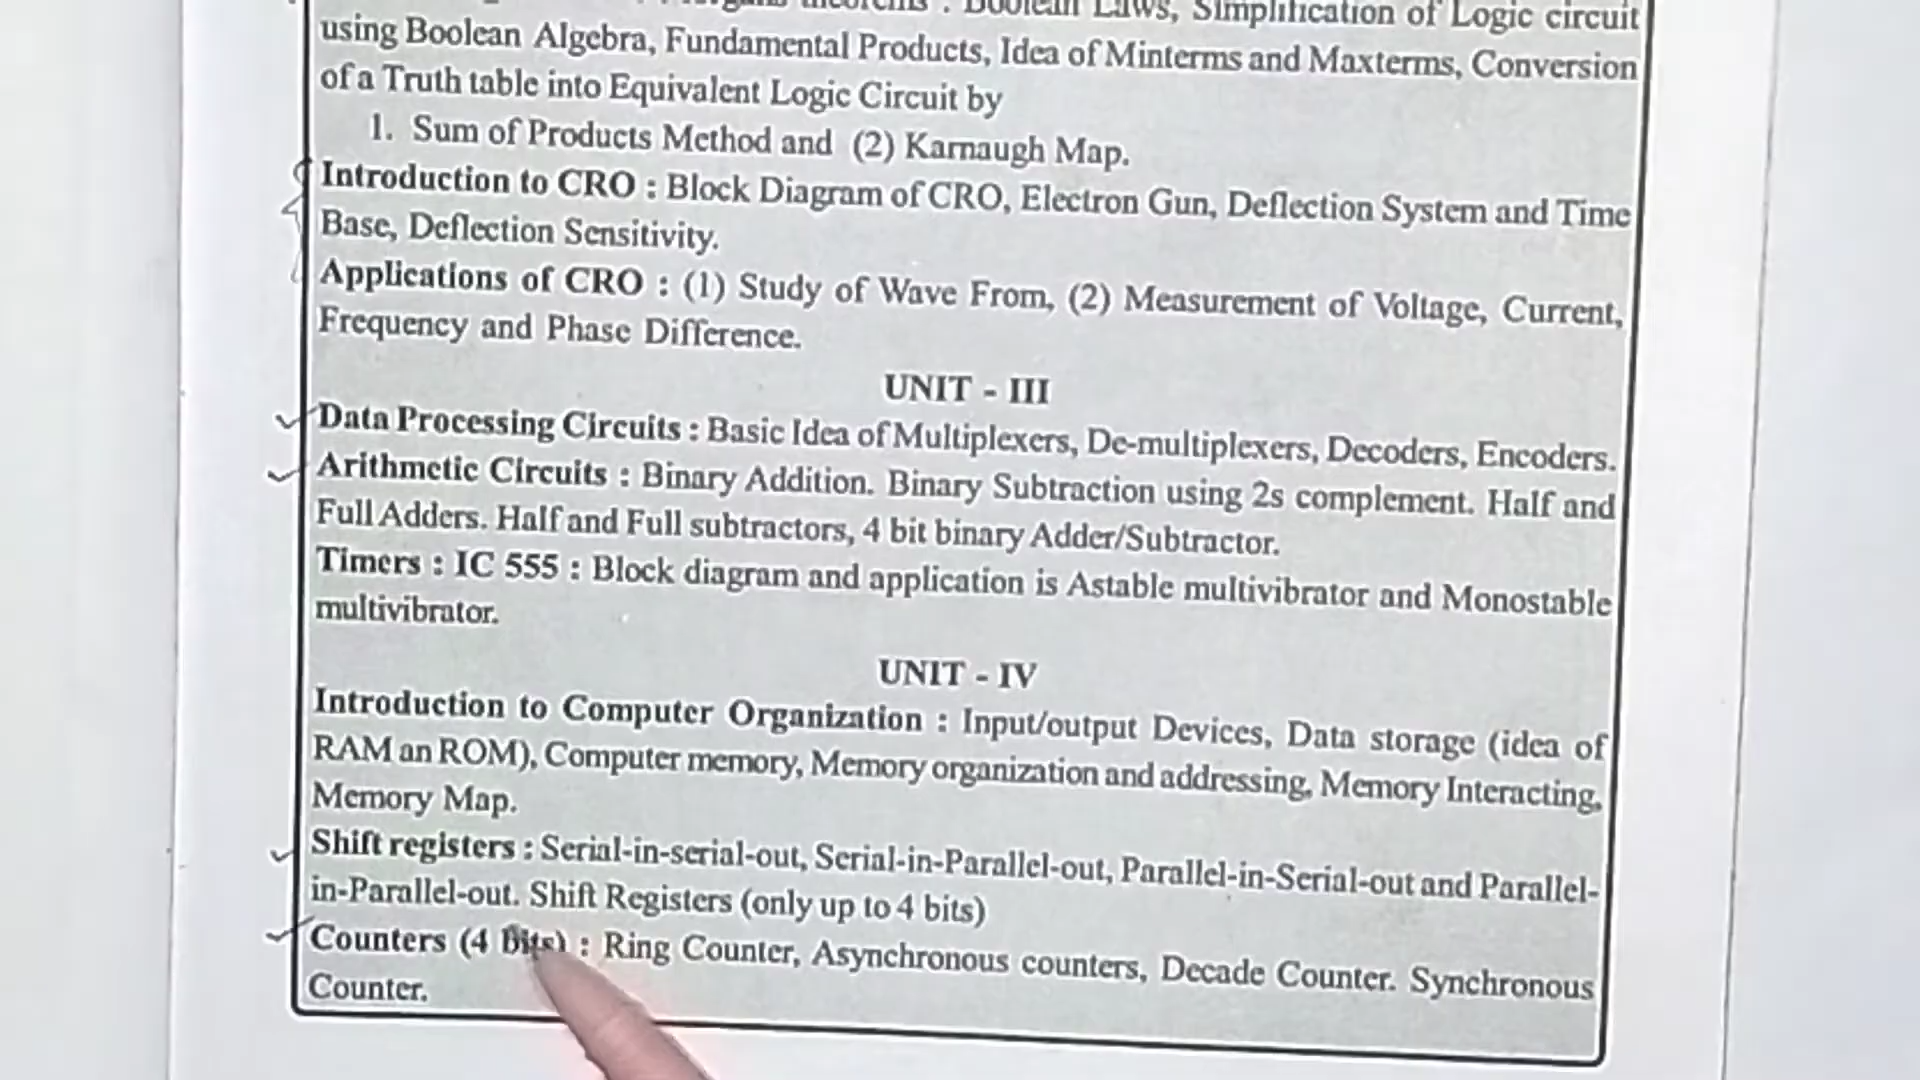 theorems : Boolean Laws, Simplification of Logic circuit
using Boolean Algebra, Fundamental Products, Idea of Minterms and Maxterms, Conversion
of a Truth table into Equivalent Logic Circuit by
1. Sum of Products Method and (2) Karnaugh Map.
Introduction to CRO : Block Diagram of CRO, Electron Gun, Deflection System and Time
Base, Deflection Sensitivity.
Applications of CRO : (1) Study of Wave From, (2) Measurement of Voltage, Current,
Frequency and Phase Difference.
UNIT - III
Data Processing Circuits : Basic Idea of Multiplexers, De-multiplexers, Decoders, Encoders.
Arithmetic Circuits : Binary Addition. Binary Subtraction using 2s complement. Half and
Full Adders. Half and Full subtractors, 4 bit binary Adder/Subtractor.
Timers : IC 555 : Block diagram and application is Astable multivibrator and Monostable
multivibrator.
UNIT - IV
Introduction to Computer Organization : Input/output Devices, Data storage (idea of
RAM an ROM), Computer memory, Memory organization and addressing, Memory Interacting,
Memory Map.
Shift registers : Serial-in-serial-out, Serial-in-Parallel-out, Parallel-in-Serial-out and Parallel-
in-Parallel-out. Shift Registers (only up to 4 bits)
Counters (4 bits) : Ring Counter, Asynchronous counters, Decade Counter. Synchronous
Counter.